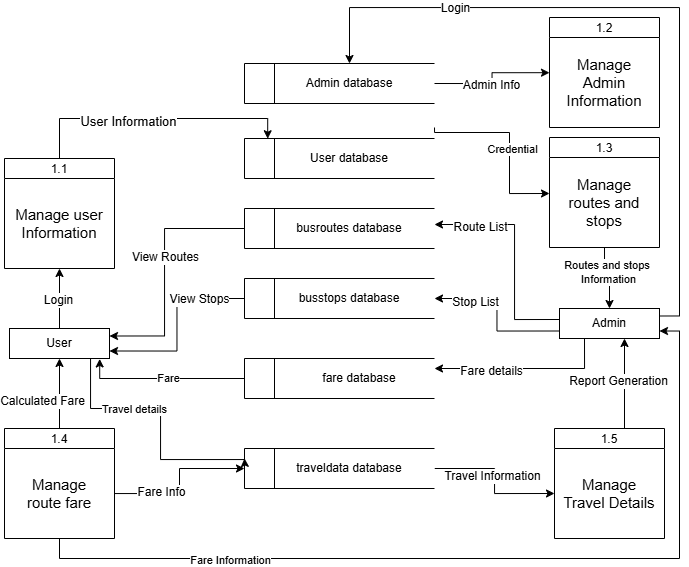 Login
1.2
Manage
Admin
Information
Admin database
Admin Info
User Information
User database
Credential
1.3
Manage
routes and
stops
1.1
Manage user
Information
busroutes database
Route List
View Routes
Routes and stops
Information
Login
View Stops
busstops database
Stop List
Admin
User
Fare
fare database
Fare details
Report Generation
Calculated Fare
Travel details
1.4
Manage
route fare
traveldata database
Travel Information
Fare Info
1.5
Manage
Travel Details
Fare Information